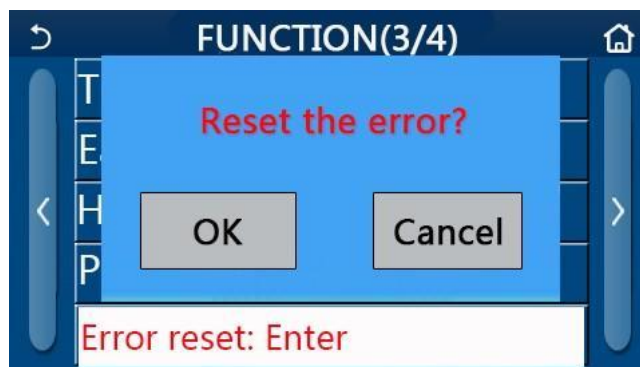 FUNCTION(3/4)
T
Reset the error?
E
H
OK
Cancel
P
Error reset: Enter